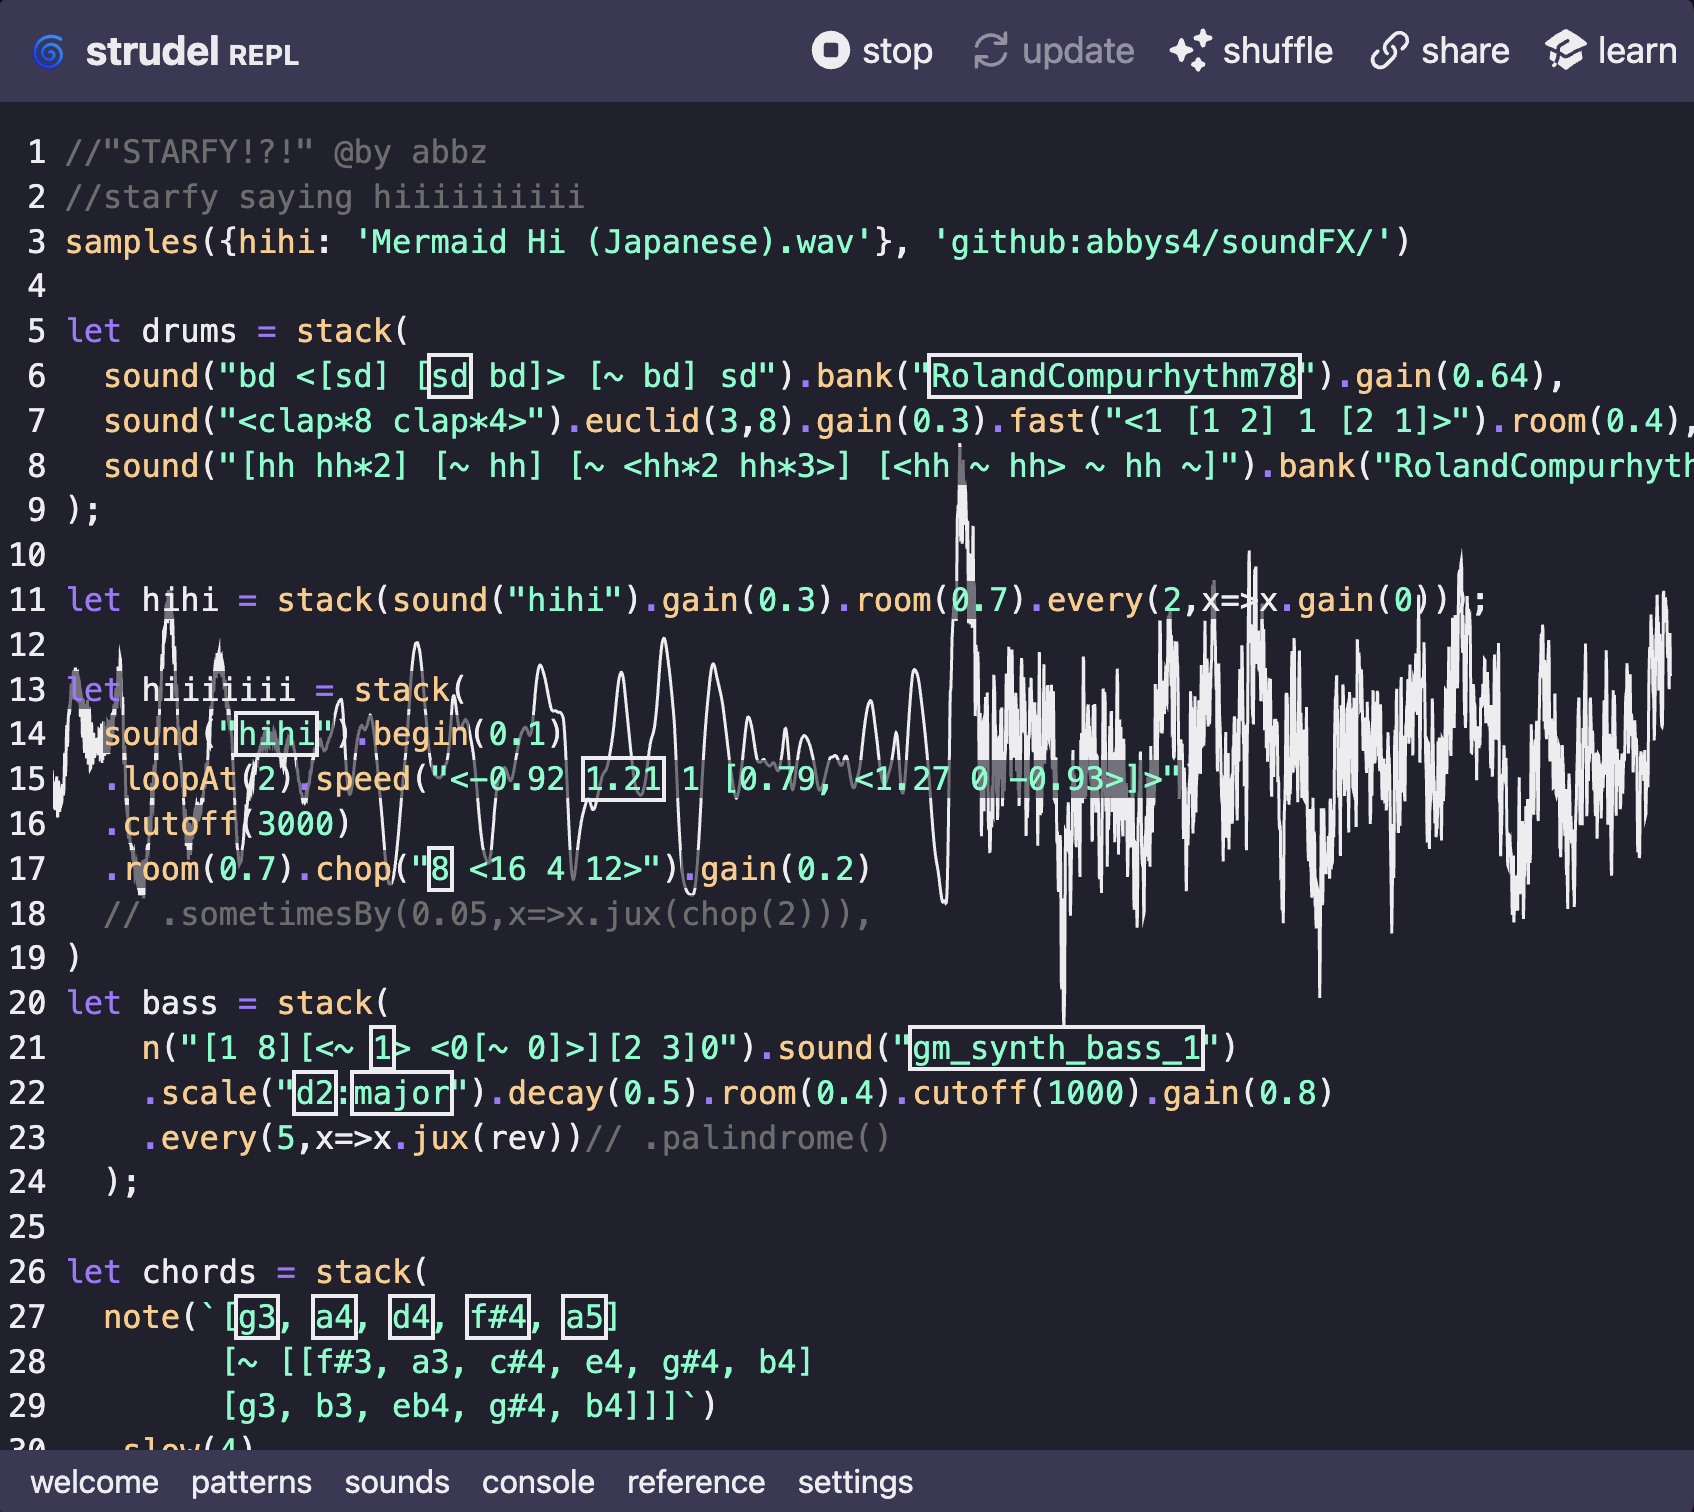 strudel REPL stop update shuffle share learn
1 //"STARFY!?!" @by abbz
2 //starfy saying hiiiiiiiiiii
3 samples({hihi: 'Mermaid Hi (Japanese).wav'}, 'github:abbys4/soundFX/')
4
5 let drums = stack(
6 sound("bd <[sd] [sd bd]> [~ bd] sd").bank("RolandCompurhythm78").gain(0.64),
7 sound("<clap*8 clap*4>").euclid(3,8).gain(0.3).fast("<1 [1 2] 1 [2 1]>").room(0.4),
8 sound("[hh hh*2] [~ hh] [~ <hh*2 hh*3>] [<hh ~ hh> ~ hh ~]").bank("RolandCompurhyth
9 );
10
11 let hihi = stack(sound("hihi").gain(0.3).room(0.7).every(2,x=>x.gain(0)));
12
13 let hiiiiiii = stack(
14 sound("hihi").begin(0.1)
15 .loopAt(2).speed("<-0.92 1.21 1 [0.79, <1.27 0 -0.93>]>")
16 .cutoff(3000)
17 .room(0.7).chop("8 <16 4 12>").gain(0.2)
18 // .sometimesBy(0.05,x=>x.jux(chop(2))),
19 )
20 let bass = stack(
21 n("[1 8][<~ 1> <0[~ 0]>][2 3]0").sound("gm_synth_bass_1")
22 .scale("d2:major").decay(0.5).room(0.4).cutoff(1000).gain(0.8)
23 .every(5,x=>x.jux(rev))// .palindrome()
24 );
25
26 let chords = stack(
27 note(`[g3, a4, d4, f#4, a5]
28 [~ [[f#3, a3, c#4, e4, g#4, b4]
29 [g3, b3, eb4, g#4, b4]]]`)
30 .slow(4)
welcome patterns sounds console reference settings